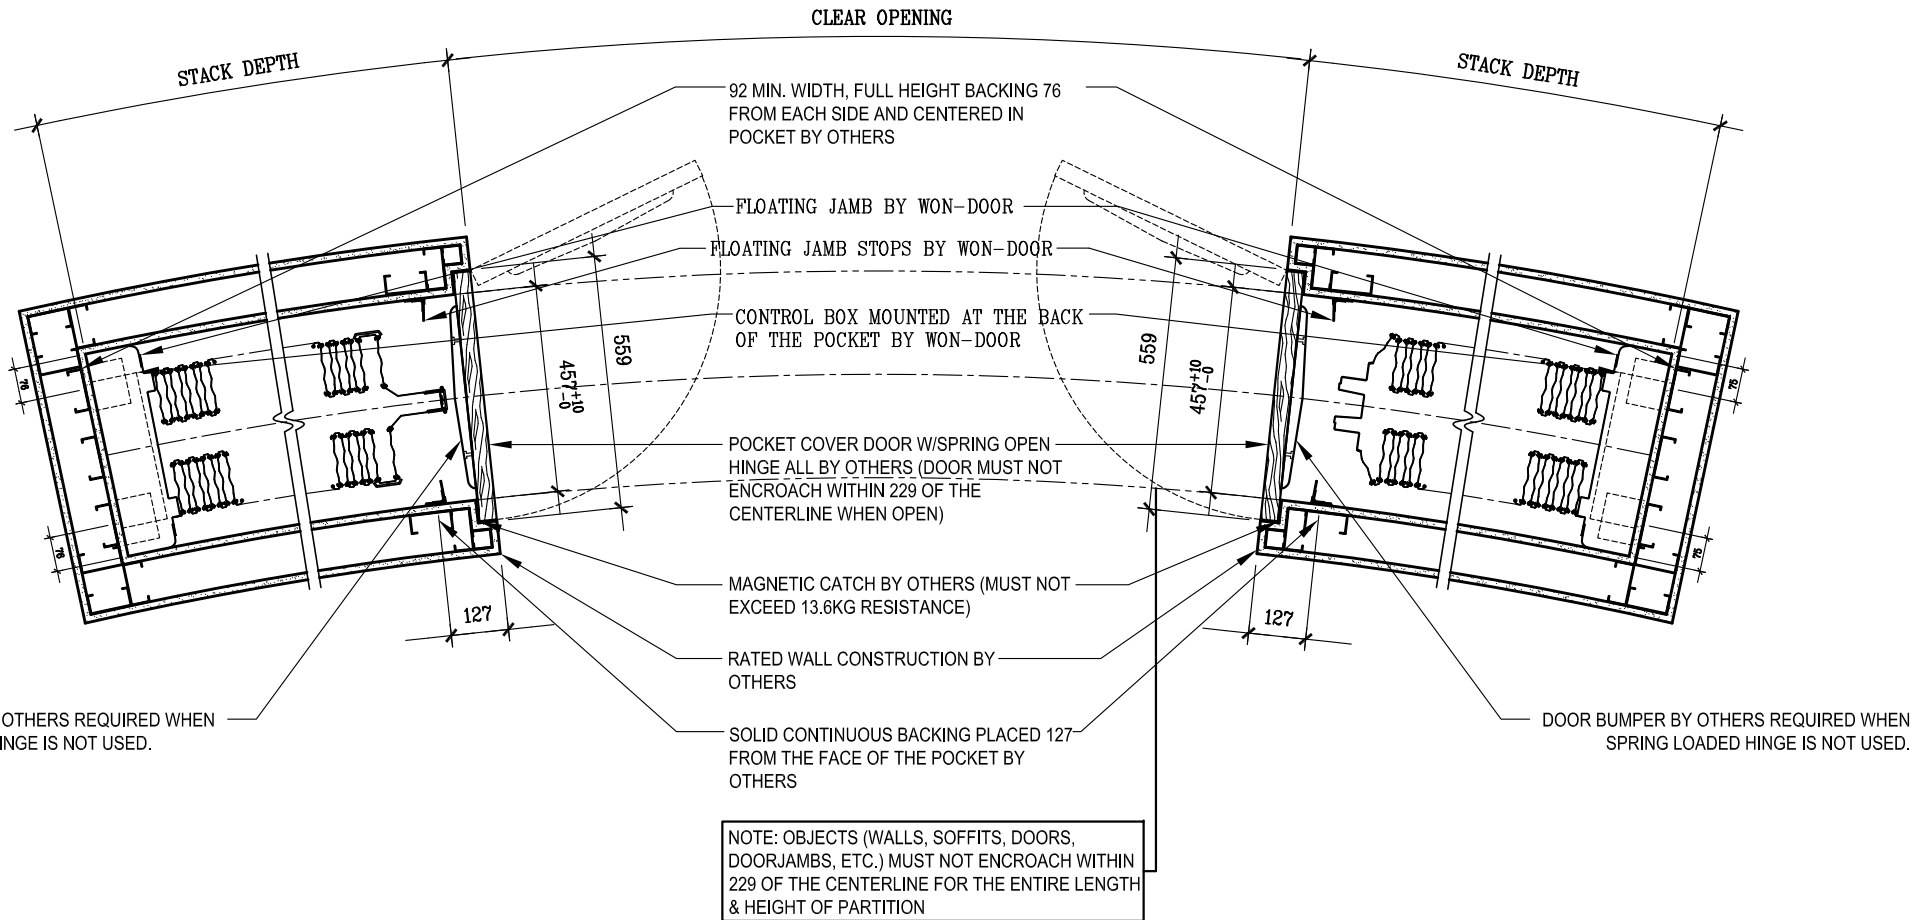 CLEAR OPENING
STACK DEPTH
STACK DEPTH
92 MIN. WIDTH, FULL HEIGHT BACKING 76
FROM EACH SIDE AND CENTERED IN
POCKET BY OTHERS
FLOATING JAMB BY WON-DOOR
FLOATING JAMB STOPS BY WON-DOOR
CONTROL BOX MOUNTED AT THE BACK
OF THE POCKET BY WON-DOOR
559
457+10-0
559
457+10-0
76
76
76
76
POCKET COVER DOOR W/SPRING OPEN
HINGE ALL BY OTHERS (DOOR MUST NOT
ENCROACH WITHIN 229 OF THE
CENTERLINE WHEN OPEN)
MAGNETIC CATCH BY OTHERS (MUST NOT
EXCEED 13.6KG RESISTANCE)
127
127
RATED WALL CONSTRUCTION BY
OTHERS
OTHERS REQUIRED WHEN
INGE IS NOT USED.
SOLID CONTINUOUS BACKING PLACED 127
FROM THE FACE OF THE POCKET BY
OTHERS
DOOR BUMPER BY OTHERS REQUIRED WHEN
SPRING LOADED HINGE IS NOT USED.
NOTE: OBJECTS (WALLS, SOFFITS, DOORS,
DOORJAMBS, ETC.) MUST NOT ENCROACH WITHIN
229 OF THE CENTERLINE FOR THE ENTIRE LENGTH
& HEIGHT OF PARTITION